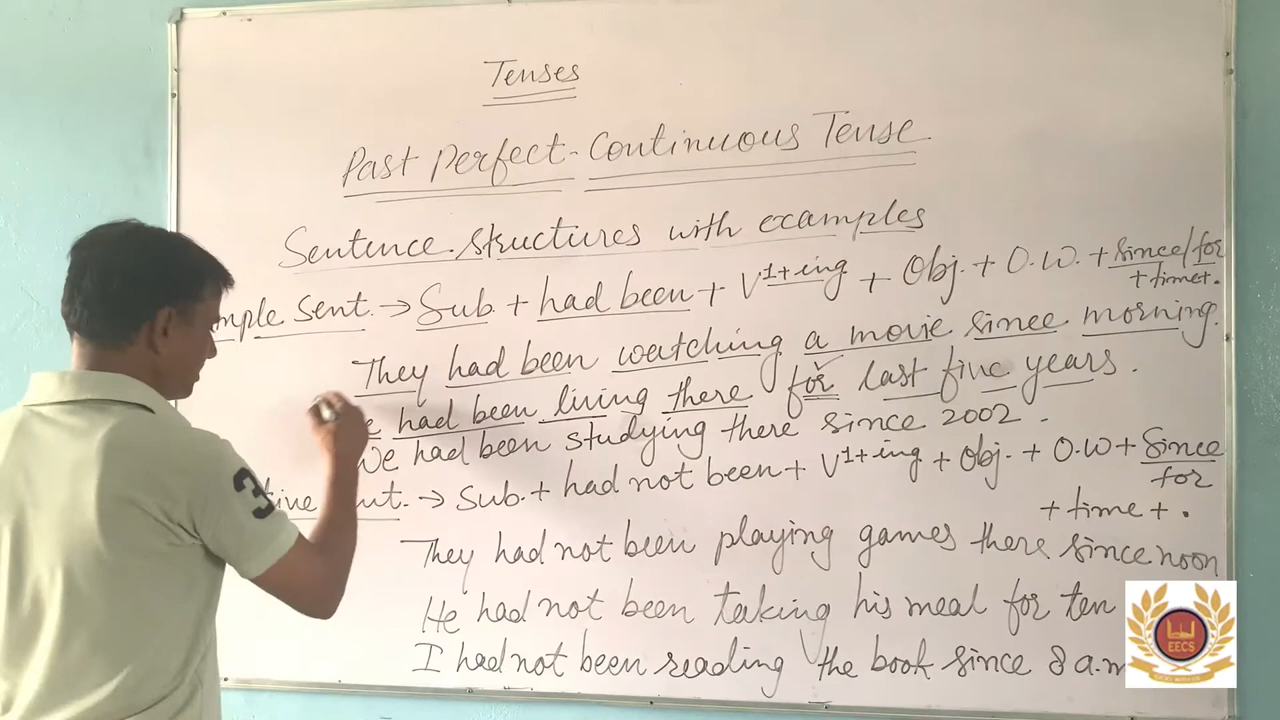 Tenses
Past Perfect-Continuous Tense
Sentence structures with examples
mple Sent. → Sub. + had been + V1+ing + Obj. + O.W. + since/for
+ time + .
They had been watching a movie since morning.
had been living there for last five years.
We had been studying there since 2002.
tive → Sub. + had not been + V1+ing + Obj. + O.W + Since
for
+ time + .
They had not been playing games there since noon
He had not been taking his meal for ten
I had not been reading the book since 8 a.m
3
EECS